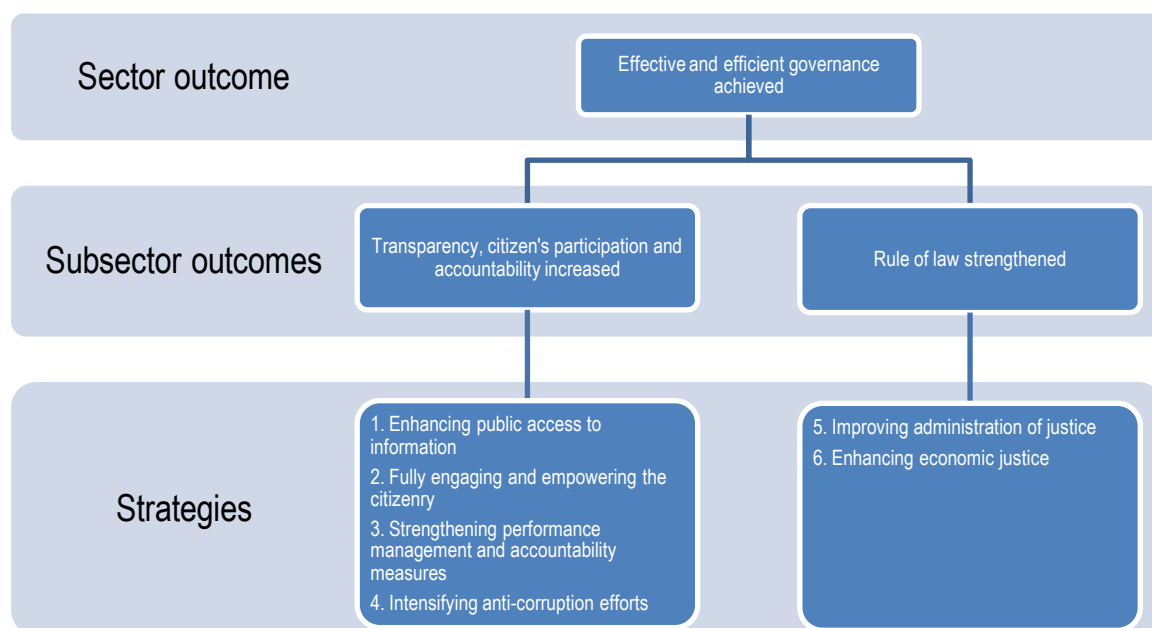 Sector outcome
Effective and efficient governance
achieved
Subsector outcomes
Transparency, citizen's participation and
accountability increased
Rule of law strengthened
Strategies
1. Enhancing public access to
information
2. Fully engaging and empowering the
citizenry
3. Strengthening performance
management and accountability
measures
4. Intensifying anti-corruption efforts
5. Improving administration of justice
6. Enhancing economic justice